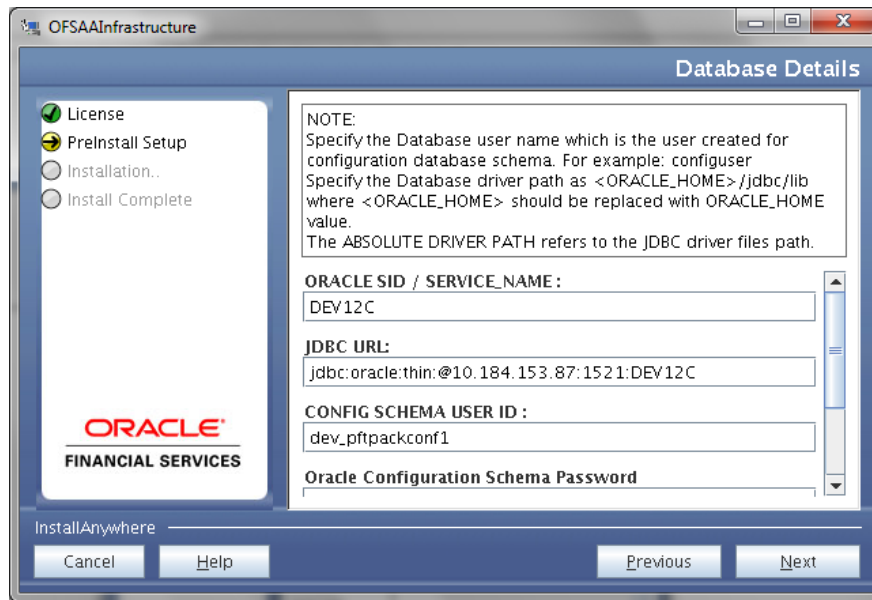 OFSAAInfrastructure
Database Details
License
PreInstall Setup
Installation..
Install Complete
ORACLE
FINANCIAL SERVICES
NOTE:
Specify the Database user name which is the user created for
configuration database schema. For example: configuser
Specify the Database driver path as <ORACLE_HOME>/jdbc/lib
where <ORACLE_HOME> should be replaced with ORACLE_HOME
value.
The ABSOLUTE DRIVER PATH refers to the JDBC driver files path.
ORACLE SID / SERVICE_NAME :
DEV12C
JDBC URL:
jdbc:oracle:thin:@10.184.153.87:1521:DEV12C
CONFIG SCHEMA USER ID :
dev_pftpackconf1
Oracle Configuration Schema Password
InstallAnywhere
Cancel
Help
Previous
Next